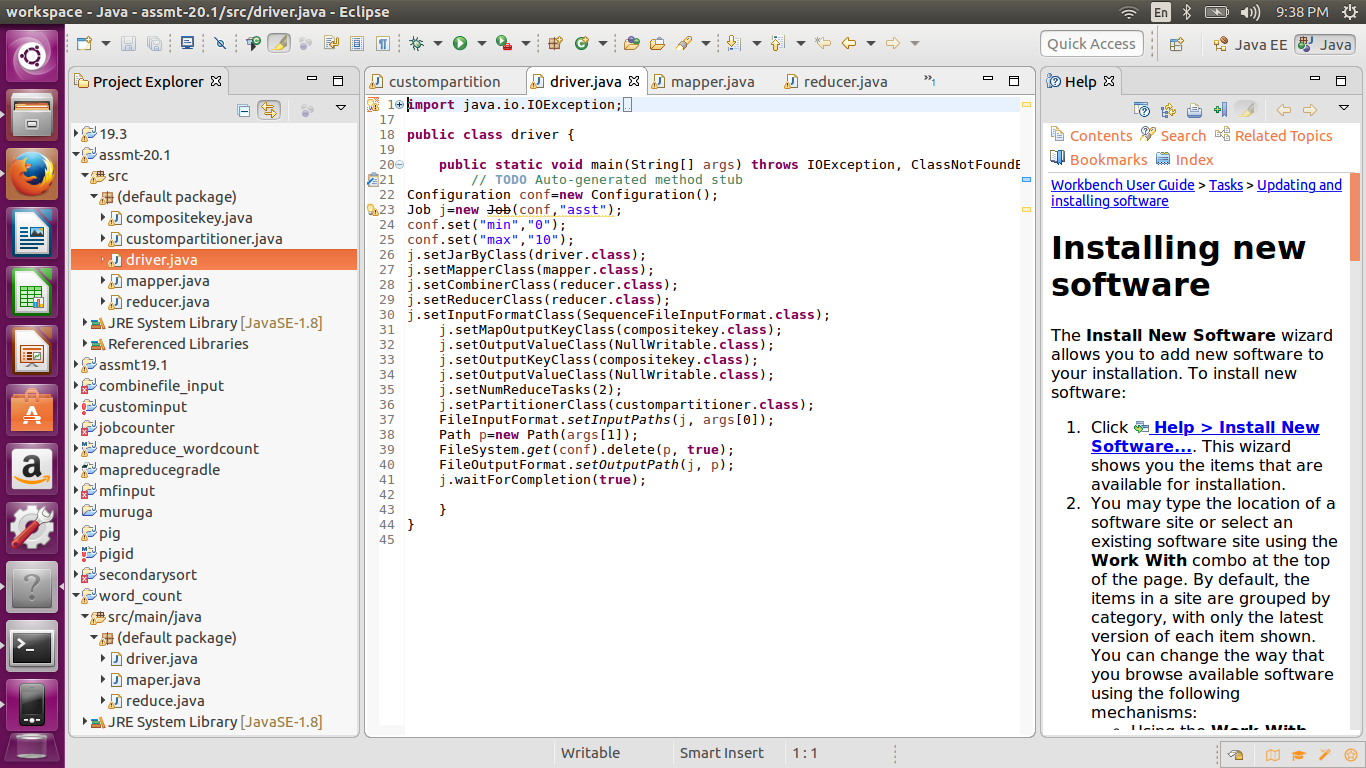 workspace - Java - assmt-20.1/src/driver.java - Eclipse
En
9:38 PM
Quick Access
Java EE
Java
Project Explorer
19.3
assmt-20.1
src
(default package)
compositekey.java
custompartitioner.java
driver.java
mapper.java
reducer.java
JRE System Library [JavaSE-1.8]
Referenced Libraries
assmt19.1
combinefile_input
custominput
jobcounter
mapreduce_wordcount
mapreducegradle
mfinput
muruga
pig
pigid
secondarysort
word_count
src/main/java
(default package)
driver.java
maper.java
reduce.java
JRE System Library [JavaSE-1.8]
custompartition
driver.java
mapper.java
reducer.java
»1
1 import java.io.IOException;
17
18 public class driver {
19
20 public static void main(String[] args) throws IOException, ClassNotFoundE
21 // TODO Auto-generated method stub
22 Configuration conf=new Configuration();
23 Job j=new Job(conf,"asst");
24 conf.set("min","0");
25 conf.set("max","10");
26 j.setJarByClass(driver.class);
27 j.setMapperClass(mapper.class);
28 j.setCombinerClass(reducer.class);
29 j.setReducerClass(reducer.class);
30 j.setInputFormatClass(SequenceFileInputFormat.class);
31 j.setMapOutputKeyClass(compositekey.class);
32 j.setOutputValueClass(NullWritable.class);
33 j.setOutputKeyClass(compositekey.class);
34 j.setOutputValueClass(NullWritable.class);
35 j.setNumReduceTasks(2);
36 j.setPartitionerClass(custompartitioner.class);
37 FileInputFormat.setInputPaths(j, args[0]);
38 Path p=new Path(args[1]);
39 FileSystem.get(conf).delete(p, true);
40 FileOutputFormat.setOutputPath(j, p);
41 j.waitForCompletion(true);
42
43 }
44 }
45
Help
Contents Search Related Topics
Bookmarks Index
Workbench User Guide > Tasks > Updating and
installing software
Installing new
software
The Install New Software wizard
allows you to add new software to
your installation. To install new
software:
1. Click Help > Install New
Software.... This wizard
shows you the items that are
available for installation.
2. You may type the location of a
software site or select an
existing software site using the
Work With combo at the top
of the page. By default, the
items in a site are grouped by
category, with only the latest
version of each item shown.
You can change the way that
you browse available software
using the following
mechanisms:
Using the Work With
Writable
Smart Insert
1 : 1